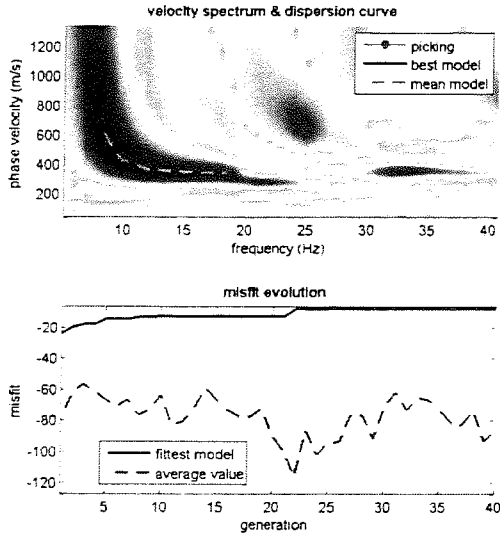 velocity spectrum & dispersion curve
1200
1000
800
600
400
200
phase velocity (m/s)
picking
best model
mean model
10 15 20 25 30 35 40
frequency (Hz)
misfit evolution
-20
-40
-60
-80
-100
-120
misfit
fittest model
average value
5 10 15 20 25 30 35 40
generation